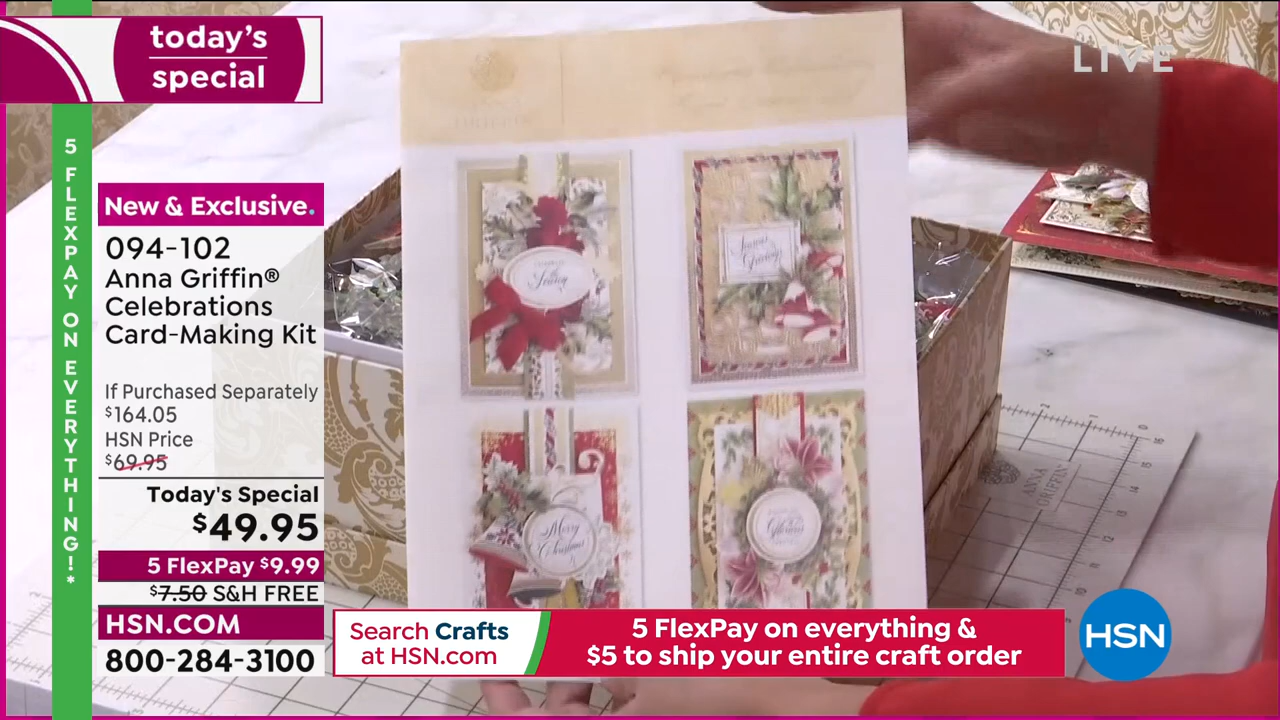 today's
special
LIVE
5 FLEXPAY ON EVERYTHING!*
New & Exclusive.
094-102
Anna Griffin®
Celebrations
Card-Making Kit
If Purchased Separately
$164.05
HSN Price
$69.95
Today's Special
$49.95
5 FlexPay $9.99
$7.50 S&H FREE
HSN.COM
800-284-3100
Season's
Greetings
Merry
Christmas
ANNA
GRIFFIN
Search Crafts
at HSN.com
5 FlexPay on everything &
$5 to ship your entire craft order
HSN